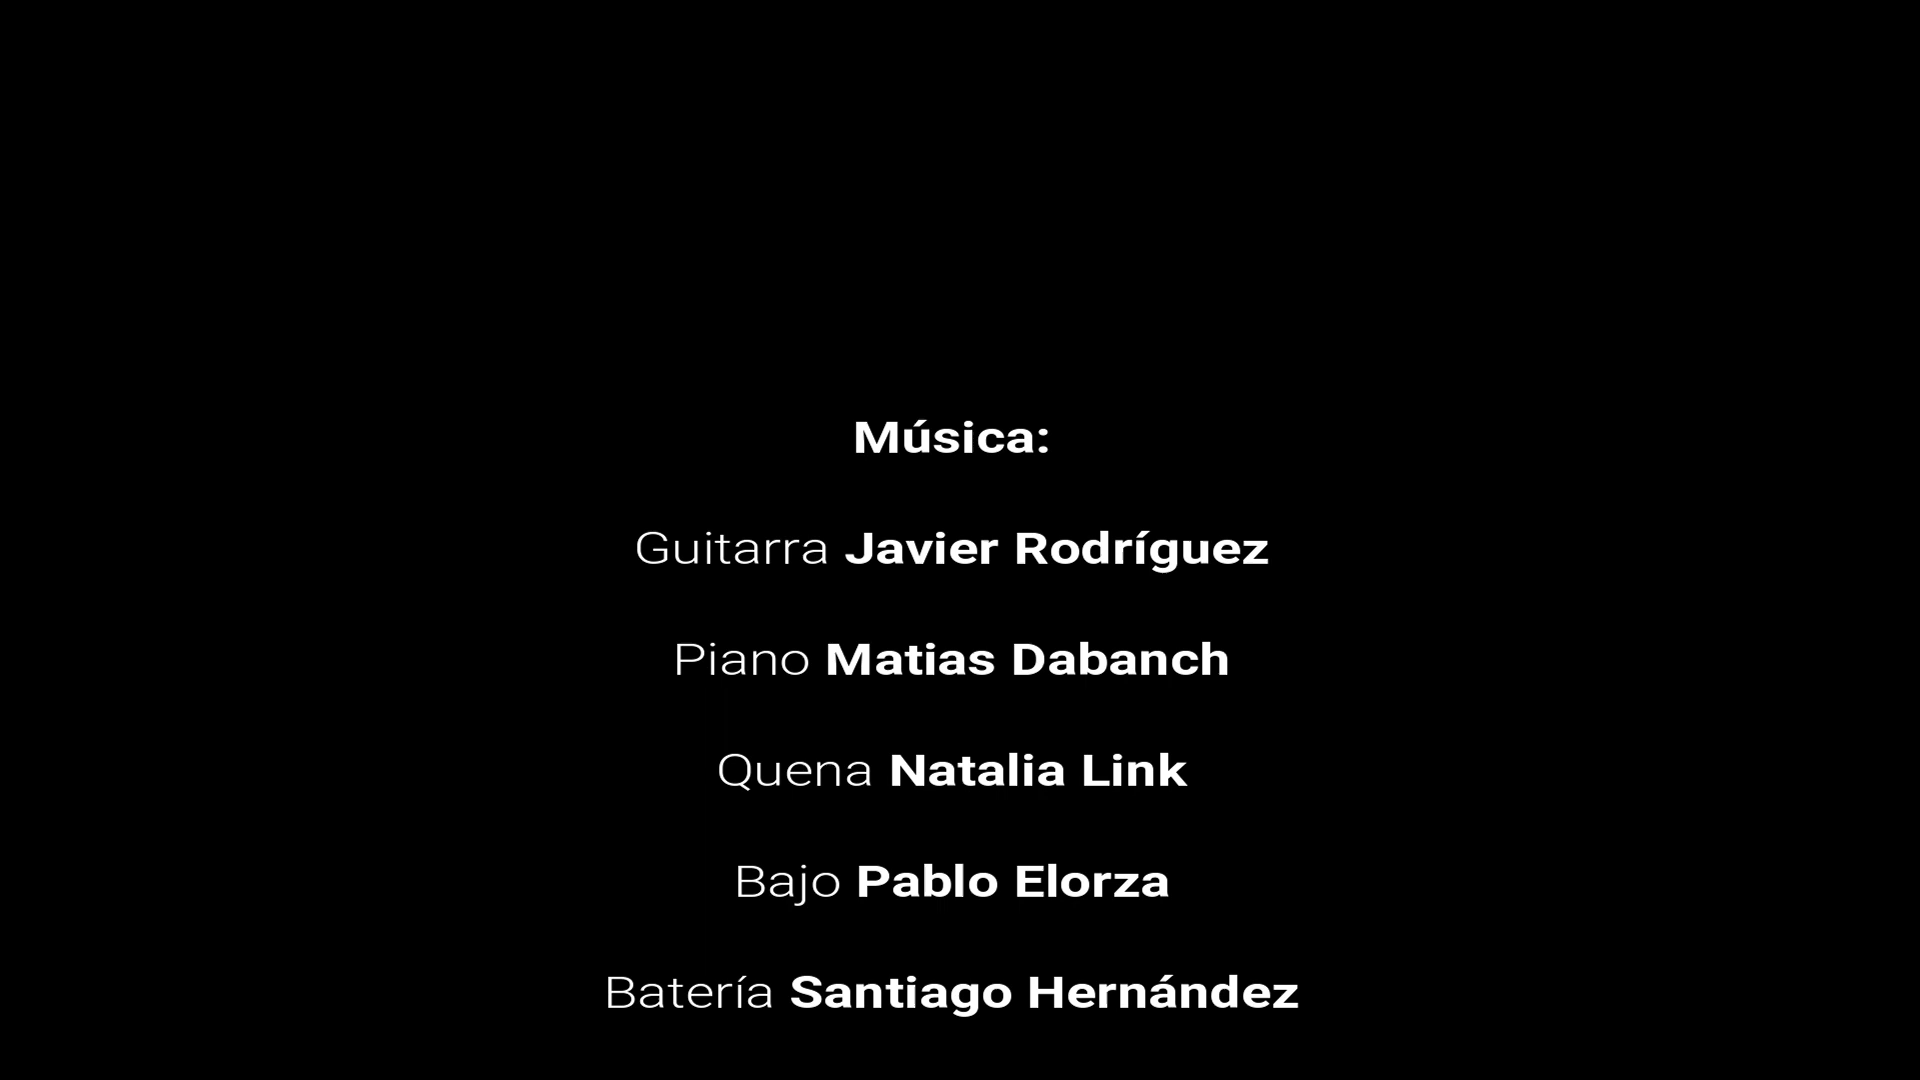 Música:
Guitarra Javier Rodríguez
Piano Matias Dabanch
Quena Natalia Link
Bajo Pablo Elorza
Batería Santiago Hernández